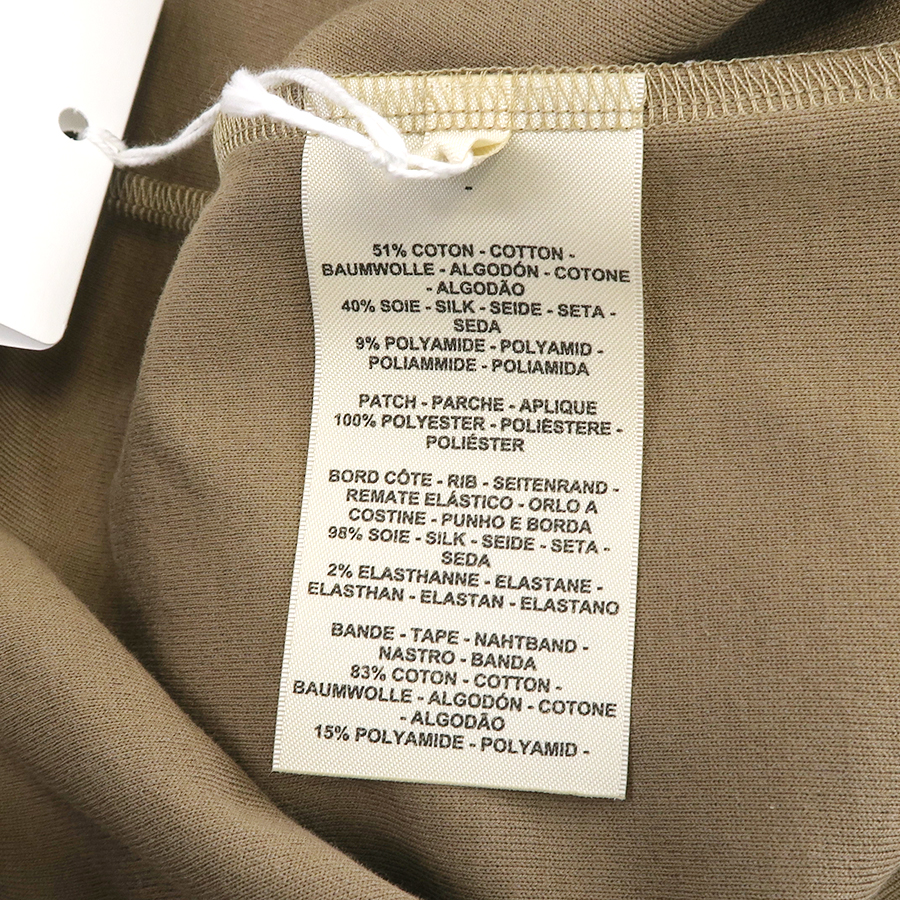 -
51% COTON - COTTON -
BAUMWOLLE - ALGODÓN - COTONE
- ALGODÃO
40% SOIE - SILK - SEIDE - SETA -
SEDA
9% POLYAMIDE - POLYAMID -
POLIAMMIDE - POLIAMIDA
PATCH - PARCHE - APLIQUE
100% POLYESTER - POLIÉSTERE -
POLIÉSTER
BORD CÔTE - RIB - SEITENRAND -
REMATE ELÁSTICO - ORLO A
COSTINE - PUNHO E BORDA
98% SOIE - SILK - SEIDE - SETA -
SEDA
2% ELASTHANNE - ELASTANE -
ELASTHAN - ELASTAN - ELASTANO
BANDE - TAPE - NAHTBAND -
NASTRO - BANDA
83% COTON - COTTON -
BAUMWOLLE - ALGODÓN - COTONE
- ALGODÃO
15% POLYAMIDE - POLYAMID -